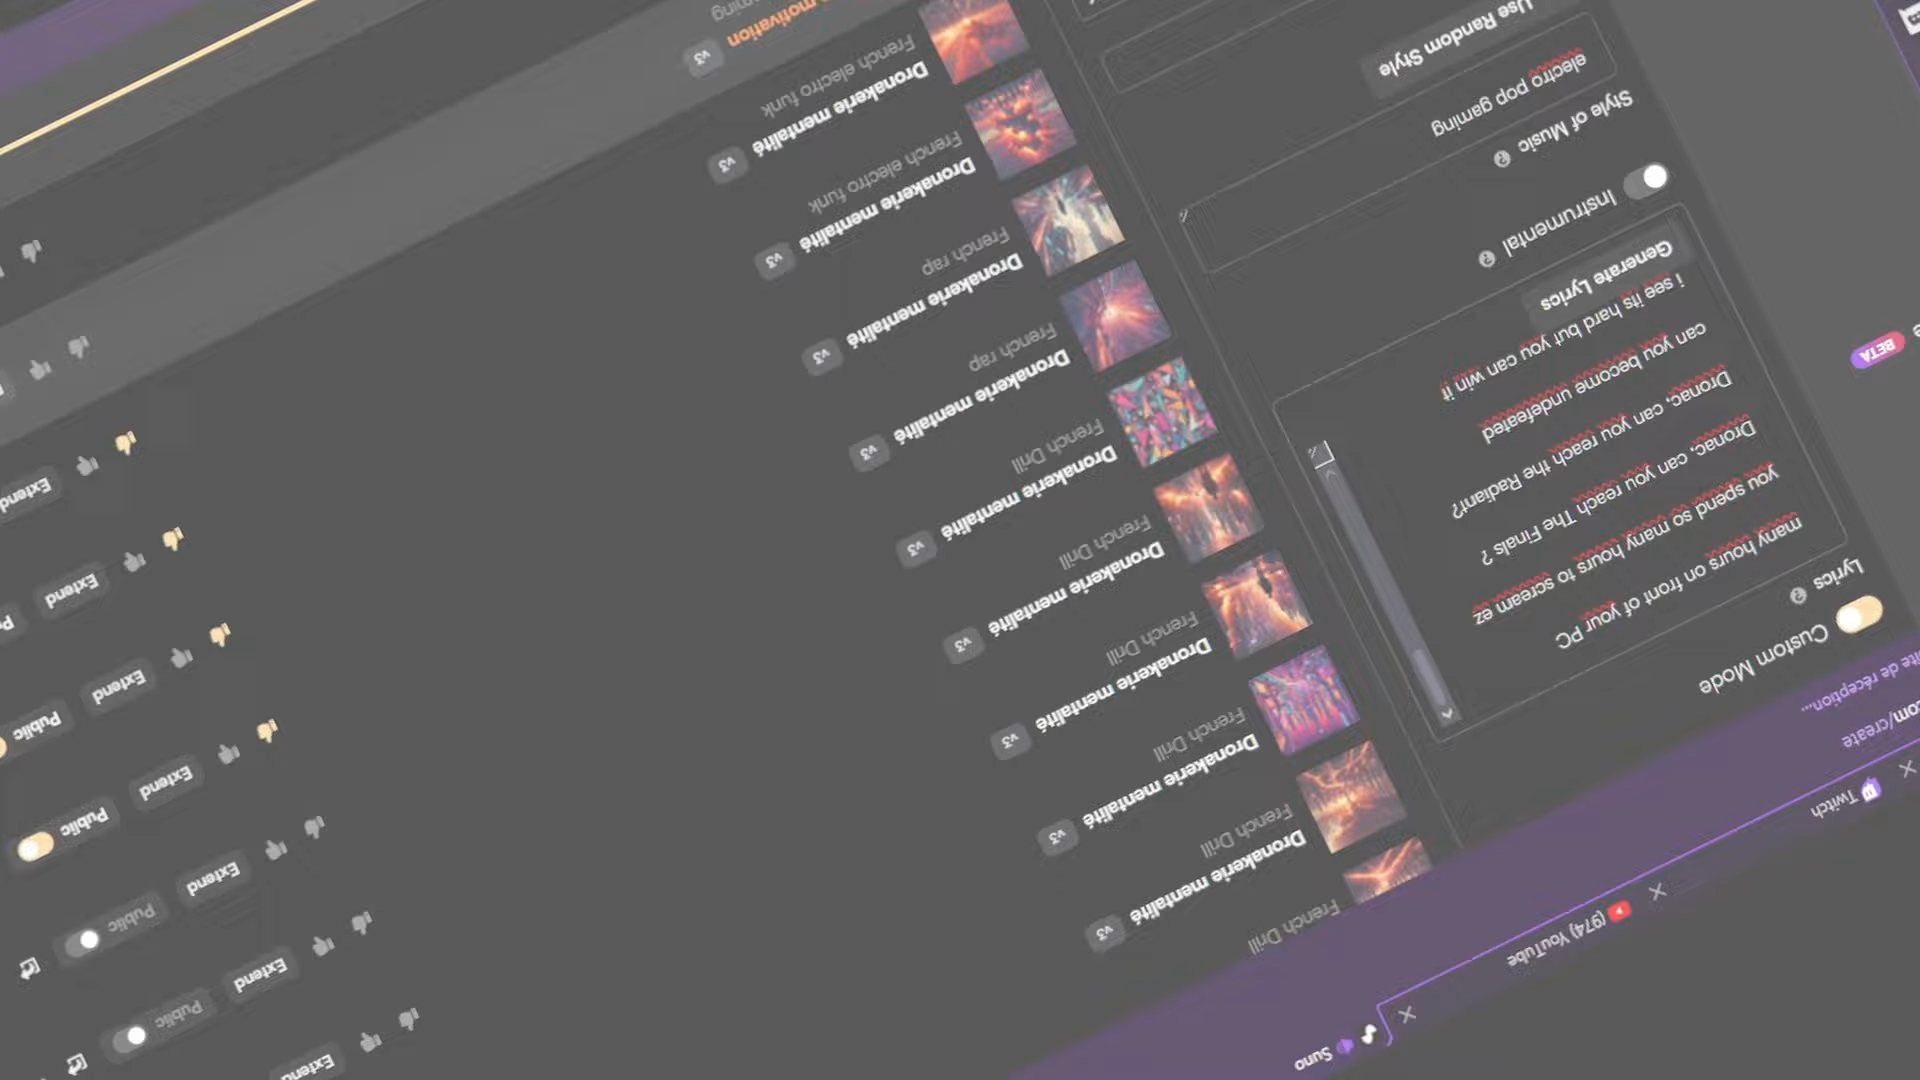 Suno
(974) YouTube
Twitch
/create
ite de réception...
Custom Mode
Lyrics
many hours on front of your PC
you spend so many hours to scream ez
Dronac, can you reach The Finals ?
Dronac, can you reach the Radiant?
can you become undefeated
i see its hard but you can win it
Generate Lyrics
Instrumental
Style of Music
electro pop gaming
Use Random Style
BETA
French Drill
Dronakerie mentalité v3
French Drill
Dronakerie mentalité v3
French Drill
Dronakerie mentalité v3
French Drill
Dronakerie mentalité v3
French Drill
Dronakerie mentalité v3
French Drill
Dronakerie mentalité v3
French rap
Dronakerie mentalité v3
French rap
Dronakerie mentalité v3
French electro funk
Dronakerie mentalité v3
French electro funk
motivation v3
Extend
Extend Public
Extend Public
Extend Public
Extend Public
Extend
Extend